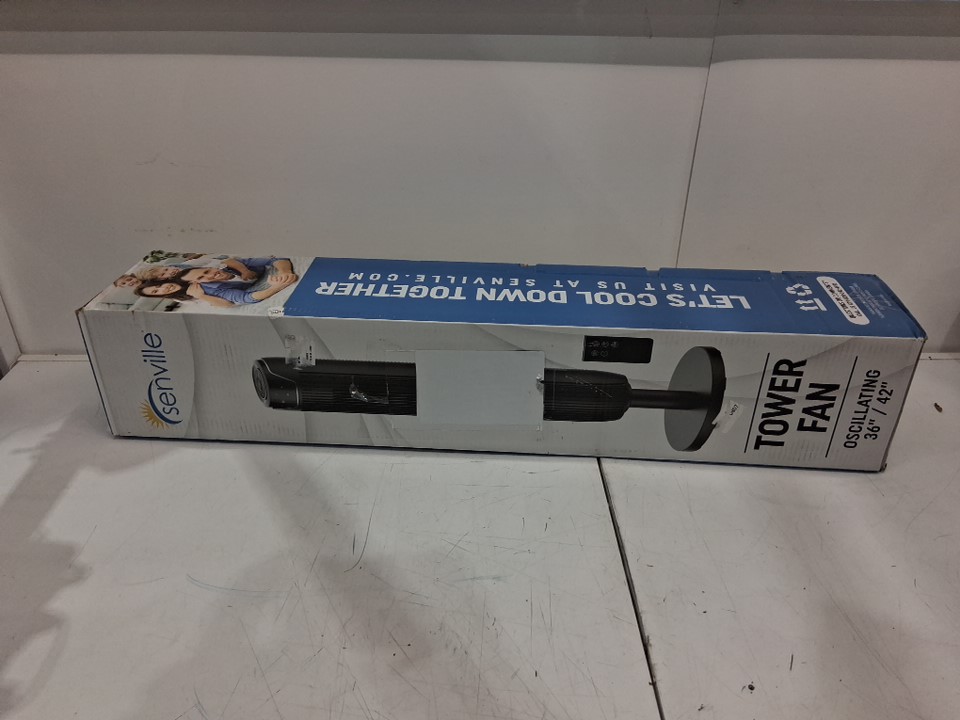 senville
LET'S COOL DOWN TOGETHER
VISIT US AT SENVILLE.COM
TOWER
FAN
OSCILLATING
36" / 42"